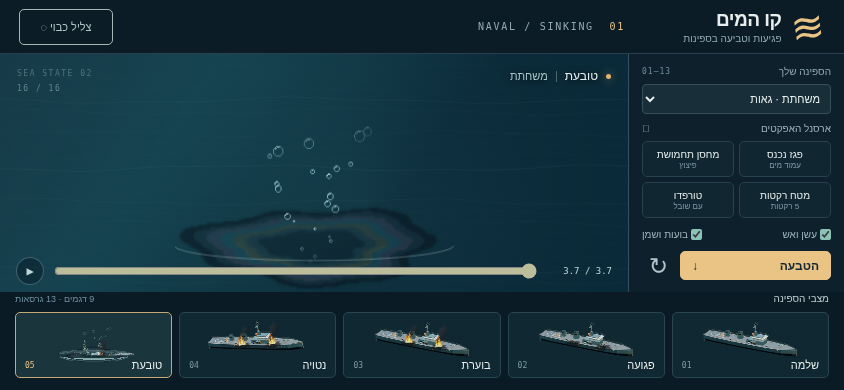 קו המים
פגיעות וטביעה בספינות
NAVAL / SINKING 01
צליל כבוי
הספינה שלך
01–13
משחתת · גאות
ארסנל האפקטים
פגז נכנס
עמוד מים
מחסן תחמושת
פיצוץ
מטח רקטות
5 רקטות
טורפדו
עם שובל
עשן ואש
בועות ושמן
הטבעה ↓
טובעת | משחתת
SEA STATE 02
16 / 16
3.7 / 3.7
מצבי הספינה
9 דגמים · 13 גרסאות
שלמה
01
פגועה
02
בוערת
03
נטויה
04
טובעת
05